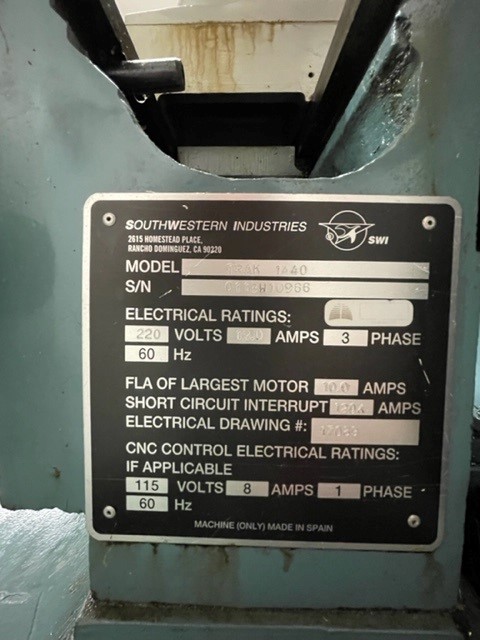 SOUTHWESTERN INDUSTRIES
2615 HOMESTEAD PLACE,
RANCHO DOMINGUEZ, CA 90220
SWI
MODEL
S/N
ELECTRICAL RATINGS:
220 VOLTS AMPS 3 PHASE
60 Hz
FLA OF LARGEST MOTOR 10.0 AMPS
SHORT CIRCUIT INTERRUPT AMPS
ELECTRICAL DRAWING #:
CNC CONTROL ELECTRICAL RATINGS:
IF APPLICABLE
115 VOLTS 8 AMPS 1 PHASE
60 Hz
MACHINE (ONLY) MADE IN SPAIN